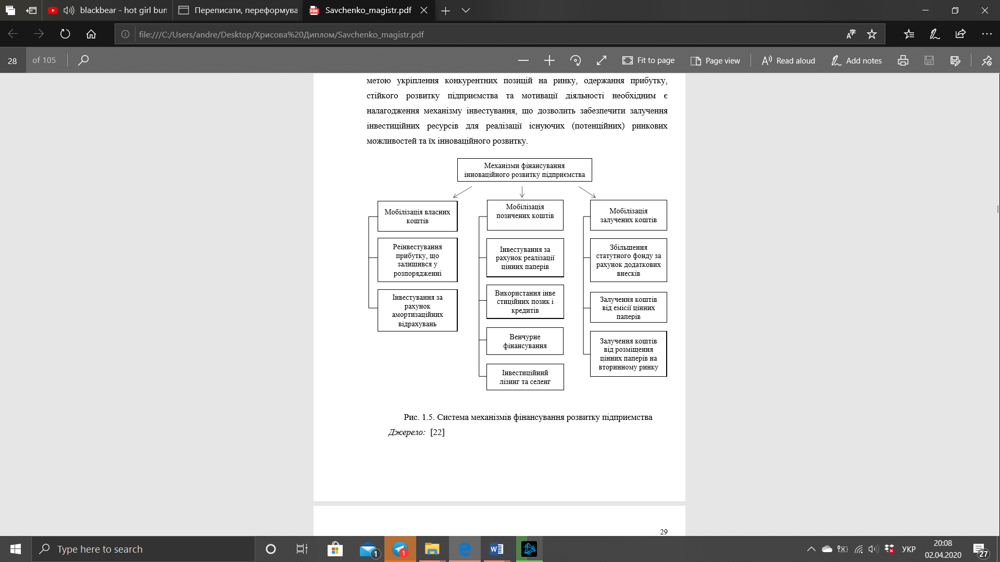 blackbear - hot girl bun
Переписати, переформува
Savchenko_magistr.pdf
file:///C:/Users/andre/Desktop/Хрисова%20Диплом/Savchenko_magistr.pdf
28
of 105
Fit to page
Page view
Read aloud
Add notes
метою укріплення конкурентних позицій на ринку, одержання прибутку,
стійкого розвитку підприємства та мотивації діяльності необхідним є
налагодження механізму інвестування, що дозволить забезпечити залучення
інвестиційних ресурсів для реалізації існуючих (потенційних) ринкових
можливостей та їх інноваційного розвитку.
Механізми фінансування
інноваційного розвитку підприємства
Мобілізація власних
коштів
Реінвестування
прибутку, що
залишився у
розпорядженні
Інвестування за
рахунок
амортизаційних
відрахувань
Мобілізація
позичених коштів
Інвестування за
рахунок реалізації
цінних паперів
Використання інве
стиційних позик і
кредитів
Венчурне
фінансування
Інвестиційний
лізинг та селенг
Мобілізація
залучених коштів
Збільшення
статутного фонду за
рахунок додаткових
внесків
Залучення коштів
від емісії цінних
паперів
Залучення коштів
від розміщення
цінних паперів на
вторинному ринку
Рис. 1.5. Система механізмів фінансування розвитку підприємства
Джерело: [22]
29
Type here to search
1
1
УКР
20:08
02.04.2020
27